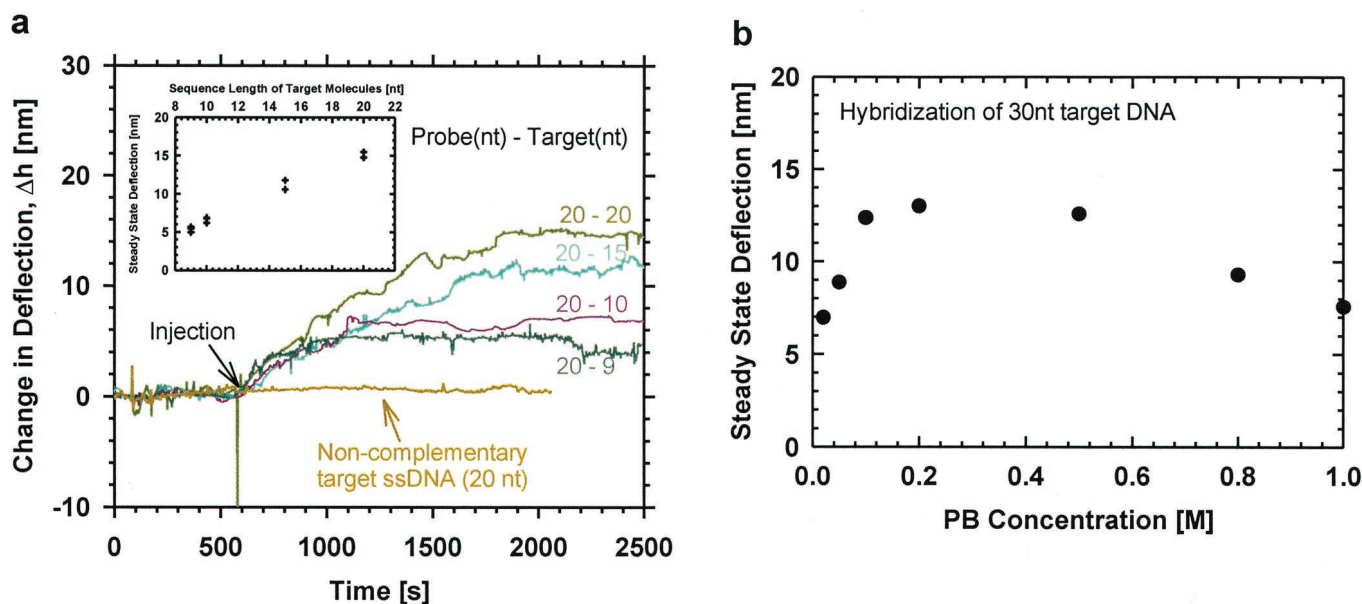 a
30
20
10
0
-10
Change in Deflection, Δh [nm]
0 500 1000 1500 2000 2500
Time [s]
Sequence Length of Target Molecules [nt]
8 10 12 14 16 18 20 22
20
15
10
5
0
Steady State Deflection [nm]
Probe(nt) - Target(nt)
20 - 20
20 - 15
20 - 10
20 - 9
Injection
Non-complementary
target ssDNA (20 nt)
b
20
15
10
5
0
Steady State Deflection [nm]
Hybridization of 30nt target DNA
0.0 0.2 0.4 0.6 0.8 1.0
PB Concentration [M]